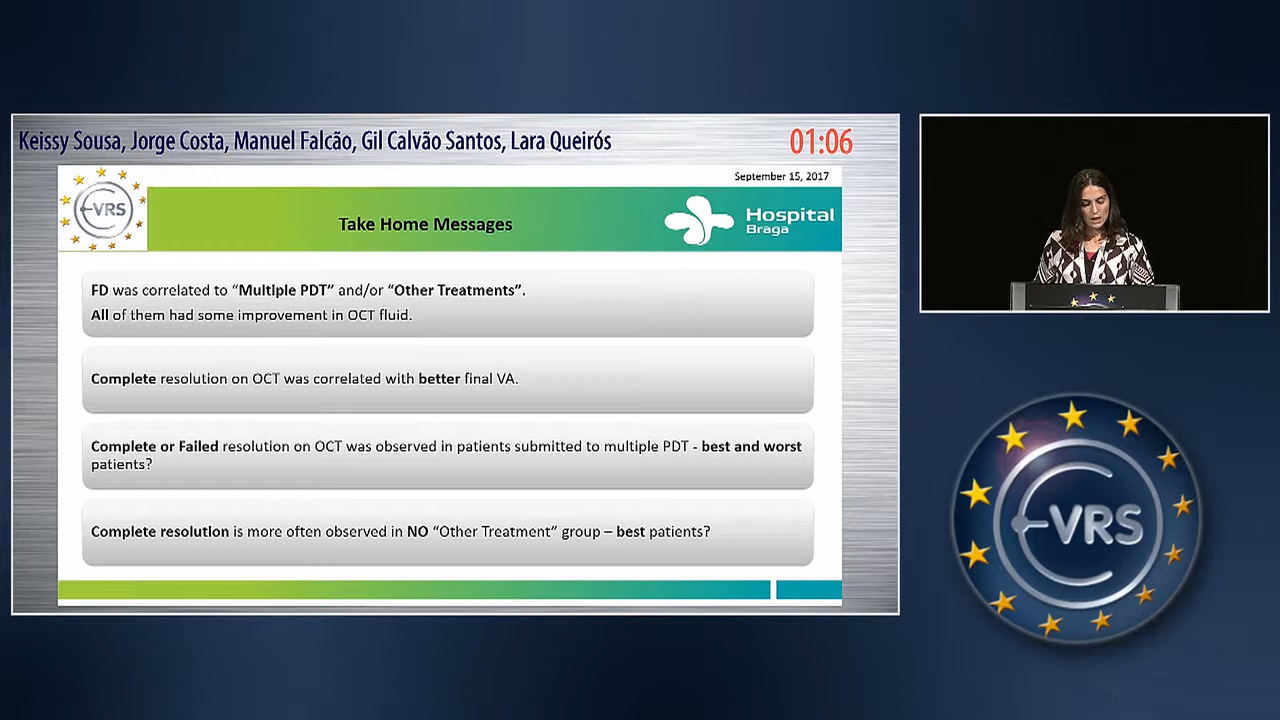 Keissy Sousa, Jorge Costa, Manuel Falcão, Gil Calvão Santos, Lara Queirós
01:06
September 15, 2017
EVRS
Take Home Messages
Hospital
Braga
FD was correlated to “Multiple PDT” and/or “Other Treatments”.
All of them had some improvement in OCT fluid.
Complete resolution on OCT was correlated with better final VA.
Complete or Failed resolution on OCT was observed in patients submitted to multiple PDT - best and worst
patients?
Complete resolution is more often observed in NO “Other Treatment” group – best patients?
EVRS